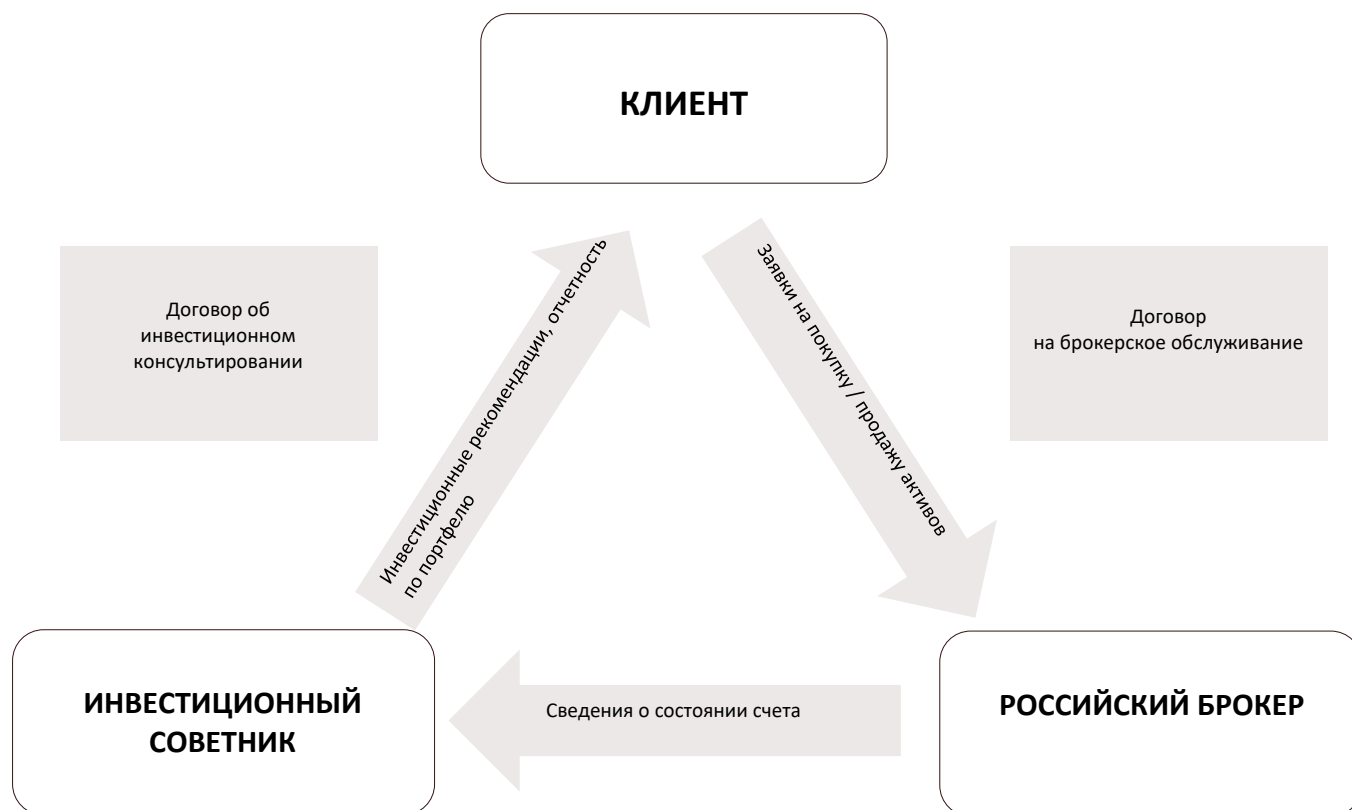 КЛИЕНТ
Договор об
инвестиционном
консультировании
Инвестиционные рекомендации, отчетность
по портфелю
Заявки на покупку / продажу активов
Договор
на брокерское обслуживание
ИНВЕСТИЦИОННЫЙ
СОВЕТНИК
Сведения о состоянии счета
РОССИЙСКИЙ БРОКЕР